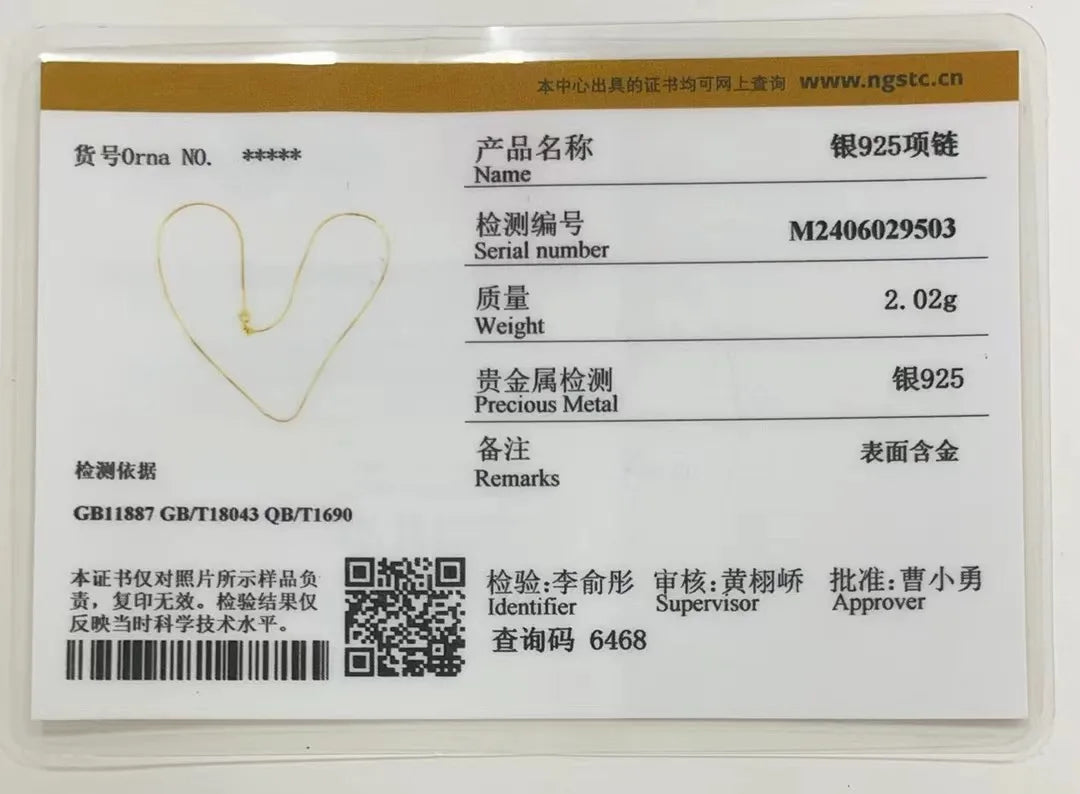 本中心出具的证书均可网上查询 www.ngstc.cn
货号Orna NO. *****
产品名称 银925项链
Name
检测编号 M2406029503
Serial number
质量 2.02g
Weight
贵金属检测 银925
Precious Metal
备注 表面含金
Remarks
检测依据
GB11887 GB/T18043 QB/T1690
本证书仅对照片所示样品负
责，复印无效。检验结果仅
反映当时科学技术水平。
检验:李俞彤 审核:黄栩峤 批准:曹小勇
Identifier Supervisor Approver
查询码 6468